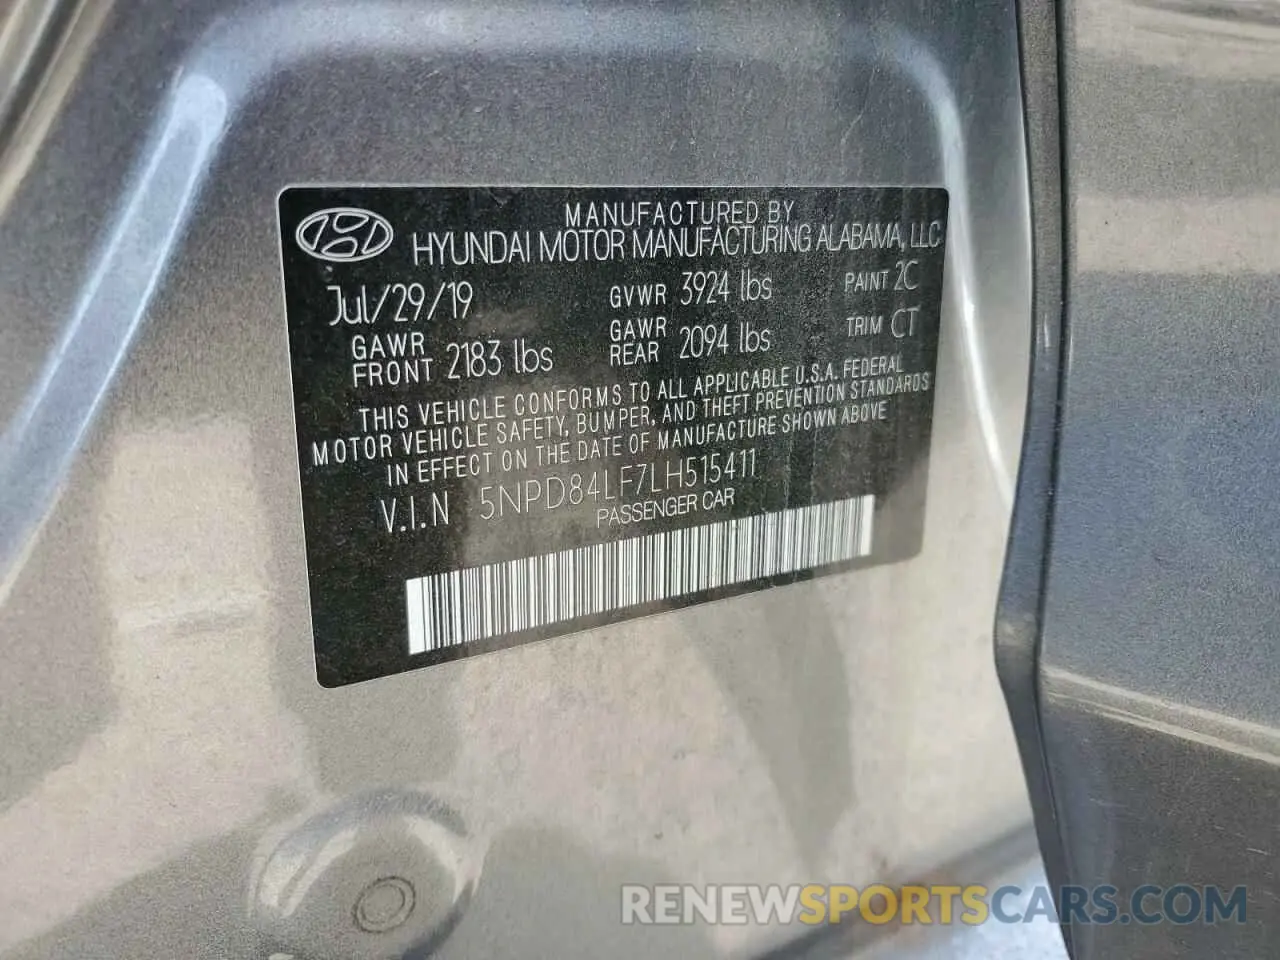 MANUFACTURED BY
HYUNDAI MOTOR MANUFACTURING ALABAMA, LLC
Jul/29/19 GVWR 3924 lbs PAINT 2C
GAWR FRONT 2183 lbs GAWR REAR 2094 lbs TRIM CT
THIS VEHICLE CONFORMS TO ALL APPLICABLE U.S.A. FEDERAL
MOTOR VEHICLE SAFETY, BUMPER, AND THEFT PREVENTION STANDARDS
IN EFFECT ON THE DATE OF MANUFACTURE SHOWN ABOVE
V.I.N 5NPD84LF7LH515411
PASSENGER CAR
RENEWSPORTSCARS.COM